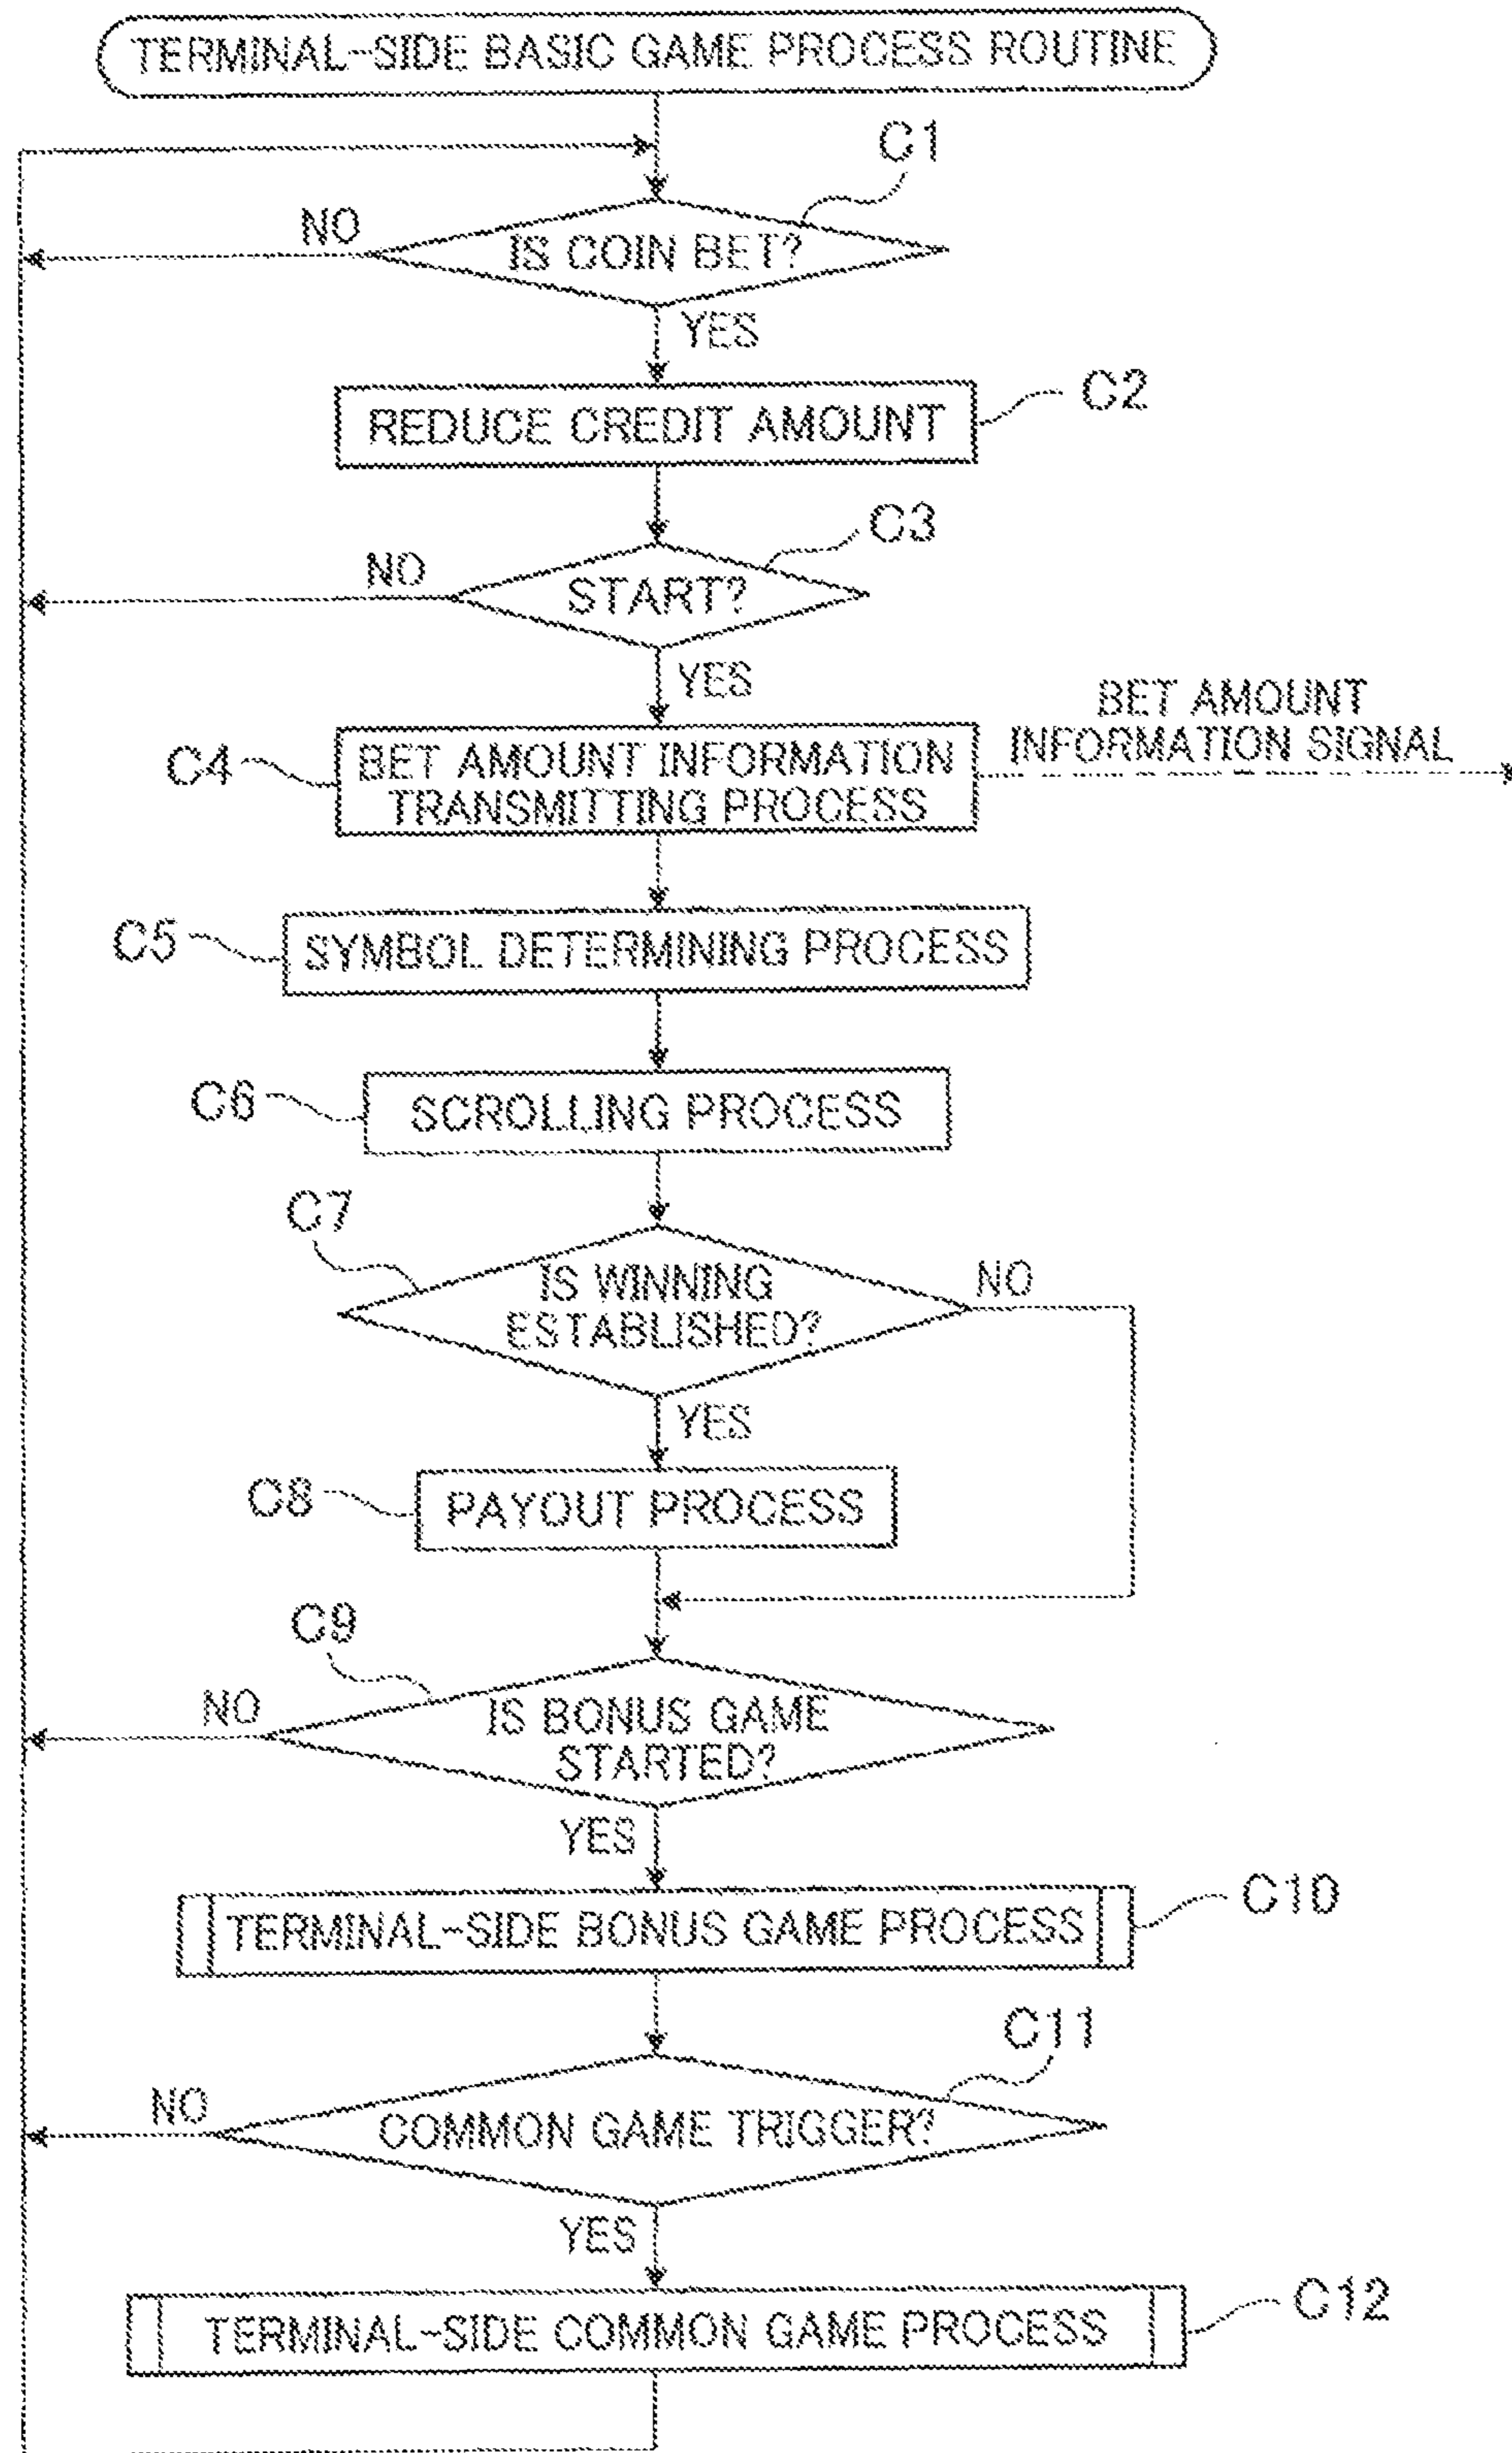 TERMINAL-SIDE BASIC GAME PROCESS ROUTINE
C1
NO
IS COIN BET?
YES
C2
REDUCE CREDIT AMOUNT
C3
NO
START?
YES
BET AMOUNT
INFORMATION SIGNAL
C4
BET AMOUNT INFORMATION
TRANSMITTING PROCESS
C5
SYMBOL DETERMINING PROCESS
C6
SCROLLING PROCESS
C7
IS WINNING
ESTABLISHED?
NO
YES
C8
PAYOUT PROCESS
C9
NO
IS BONUS GAME
STARTED?
YES
C10
TERMINAL-SIDE BONUS GAME PROCESS
C11
NO
COMMON GAME TRIGGER?
YES
C12
TERMINAL-SIDE COMMON GAME PROCESS